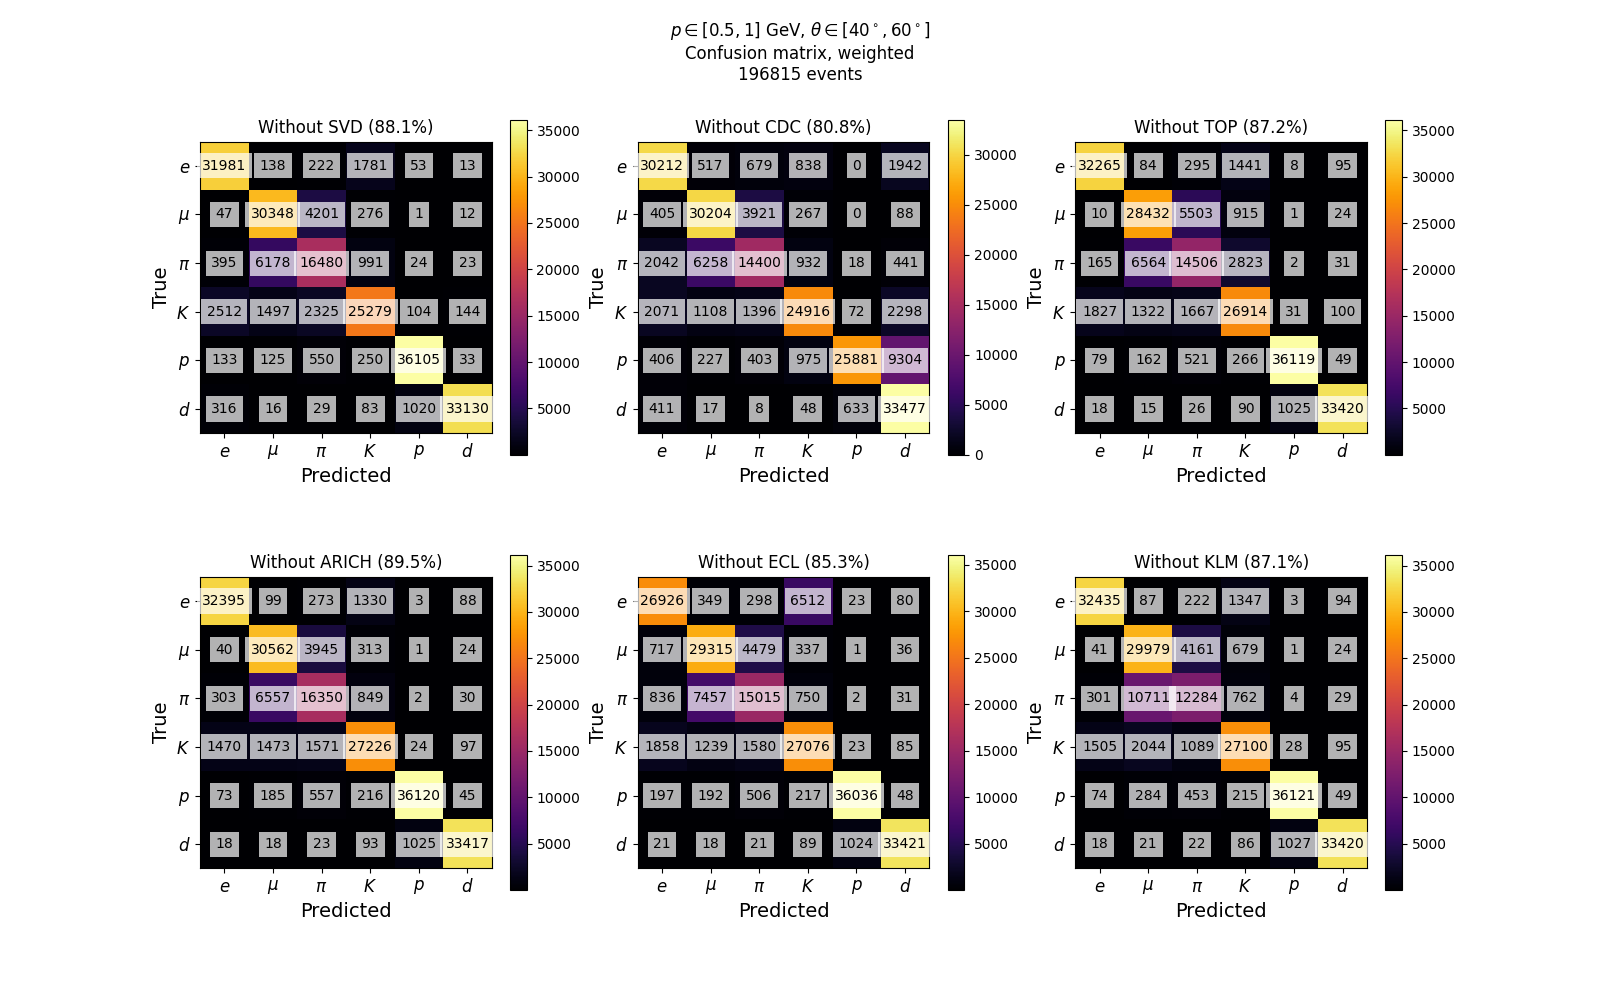 p ∈ [0.5, 1] GeV, θ ∈ [40°, 60°]
Confusion matrix, weighted
196815 events
Without SVD (88.1%)
True
e 31981 138 222 1781 53 13
μ 47 30348 4201 276 1 12
π 395 6178 16480 991 24 23
K 2512 1497 2325 25279 104 144
p 133 125 550 250 36105 33
d 316 16 29 83 1020 33130
e μ π K p d
Predicted
35000
30000
25000
20000
15000
10000
5000
Without CDC (80.8%)
True
e 30212 517 679 838 0 1942
μ 405 30204 3921 267 0 88
π 2042 6258 14400 932 18 441
K 2071 1108 1396 24916 72 2298
p 406 227 403 975 25881 9304
d 411 17 8 48 633 33477
e μ π K p d
Predicted
30000
25000
20000
15000
10000
5000
0
Without TOP (87.2%)
True
e 32265 84 295 1441 8 95
μ 10 28432 5503 915 1 24
π 165 6564 14506 2823 2 31
K 1827 1322 1667 26914 31 100
p 79 162 521 266 36119 49
d 18 15 26 90 1025 33420
e μ π K p d
Predicted
35000
30000
25000
20000
15000
10000
5000
Without ARICH (89.5%)
True
e 32395 99 273 1330 3 88
μ 40 30562 3945 313 1 24
π 303 6557 16350 849 2 30
K 1470 1473 1571 27226 24 97
p 73 185 557 216 36120 45
d 18 18 23 93 1025 33417
e μ π K p d
Predicted
35000
30000
25000
20000
15000
10000
5000
Without ECL (85.3%)
True
e 26926 349 298 6512 23 80
μ 717 29315 4479 337 1 36
π 836 7457 15015 750 2 31
K 1858 1239 1580 27076 23 85
p 197 192 506 217 36036 48
d 21 18 21 89 1024 33421
e μ π K p d
Predicted
35000
30000
25000
20000
15000
10000
5000
Without KLM (87.1%)
True
e 32435 87 222 1347 3 94
μ 41 29979 4161 679 1 24
π 301 10711 12284 762 4 29
K 1505 2044 1089 27100 28 95
p 74 284 453 215 36121 49
d 18 21 22 86 1027 33420
e μ π K p d
Predicted
35000
30000
25000
20000
15000
10000
5000